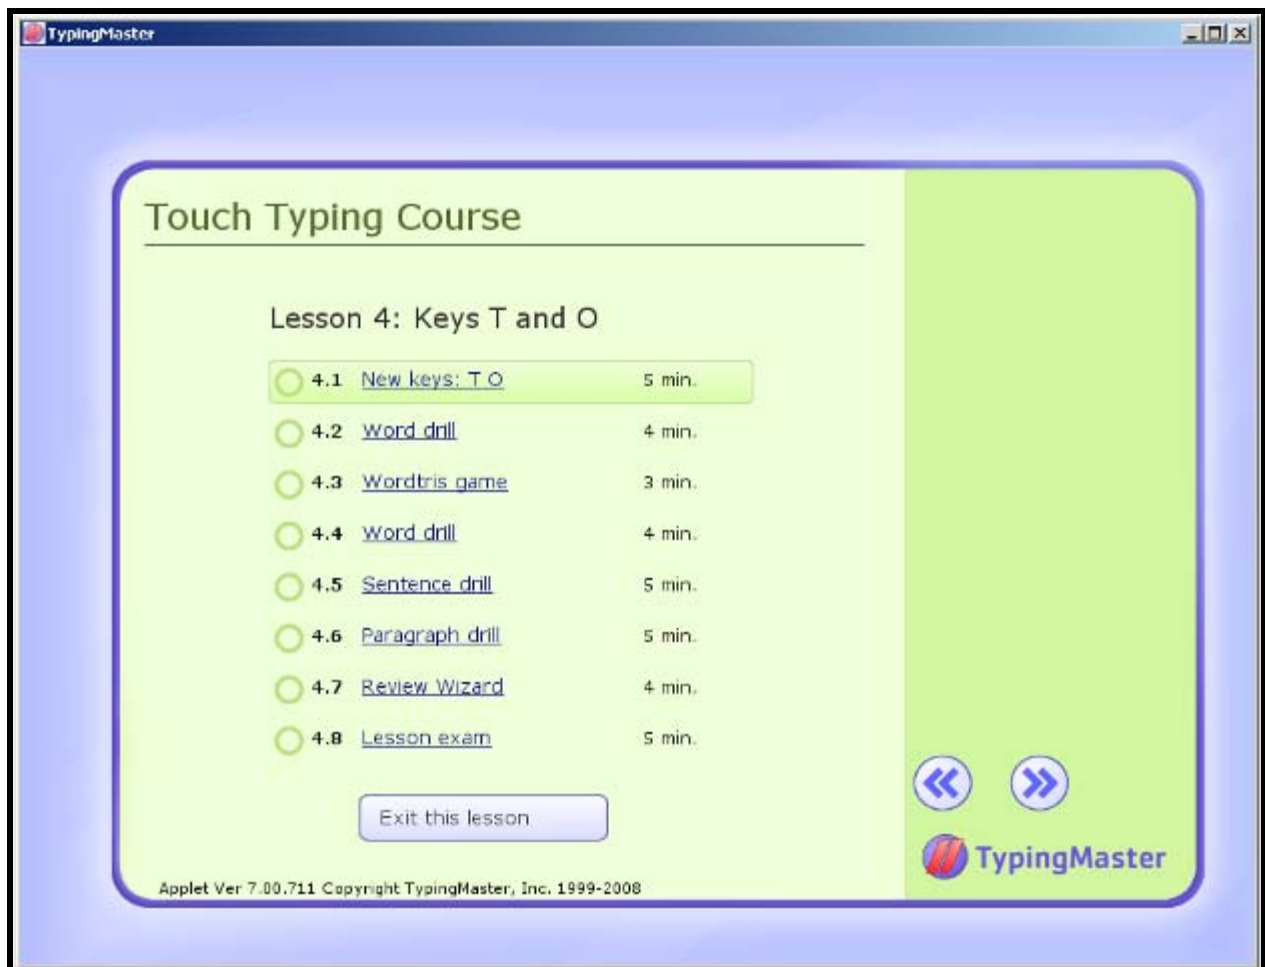 TypingMaster
Touch Typing Course
Lesson 4: Keys T and O
4.1 New keys: T O 5 min.
4.2 Word drill 4 min.
4.3 Wordtris game 3 min.
4.4 Word drill 4 min.
4.5 Sentence drill 5 min.
4.6 Paragraph drill 5 min.
4.7 Review Wizard 4 min.
4.8 Lesson exam 5 min.
Exit this lesson
TypingMaster
Applet Ver 7.00.711 Copyright TypingMaster, Inc. 1999-2008